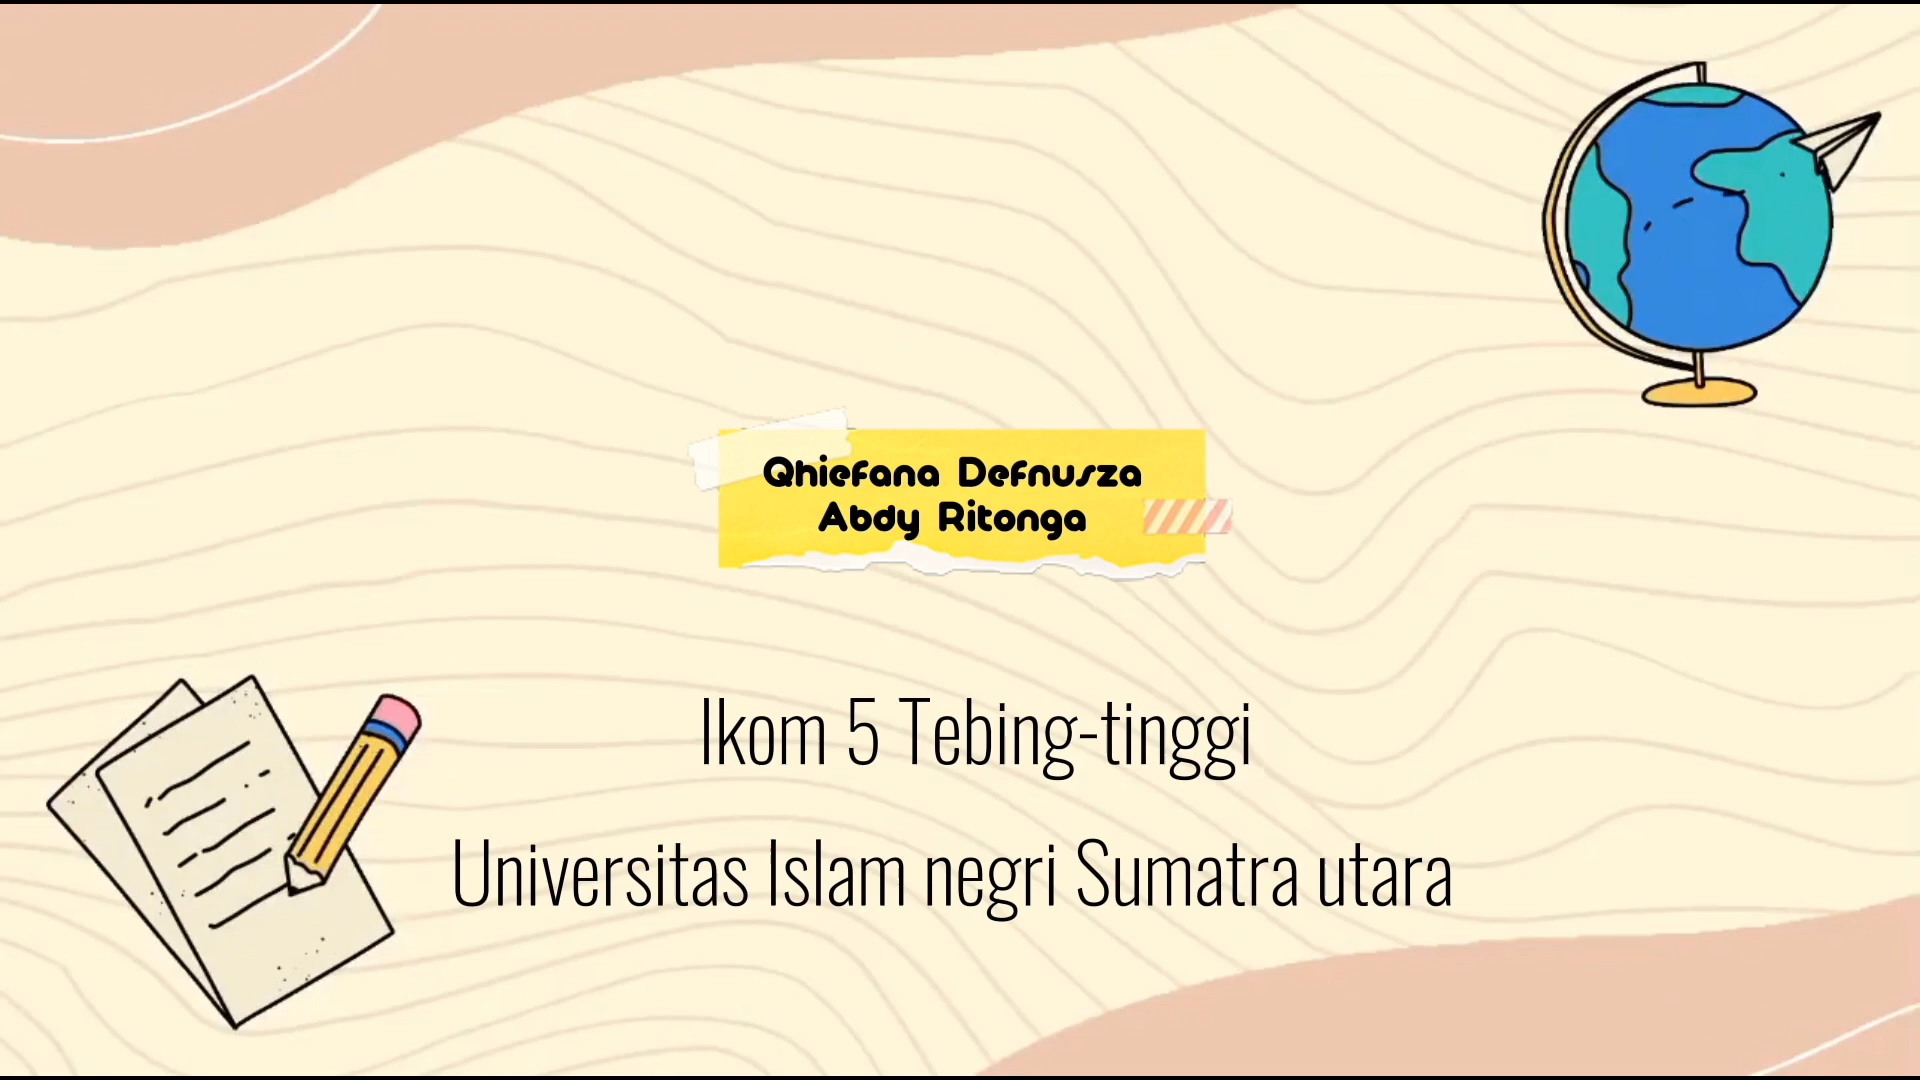 Qhiefana Defnusza
Abdy Ritonga
Ikom 5 Tebing-tinggi
Universitas Islam negri Sumatra utara